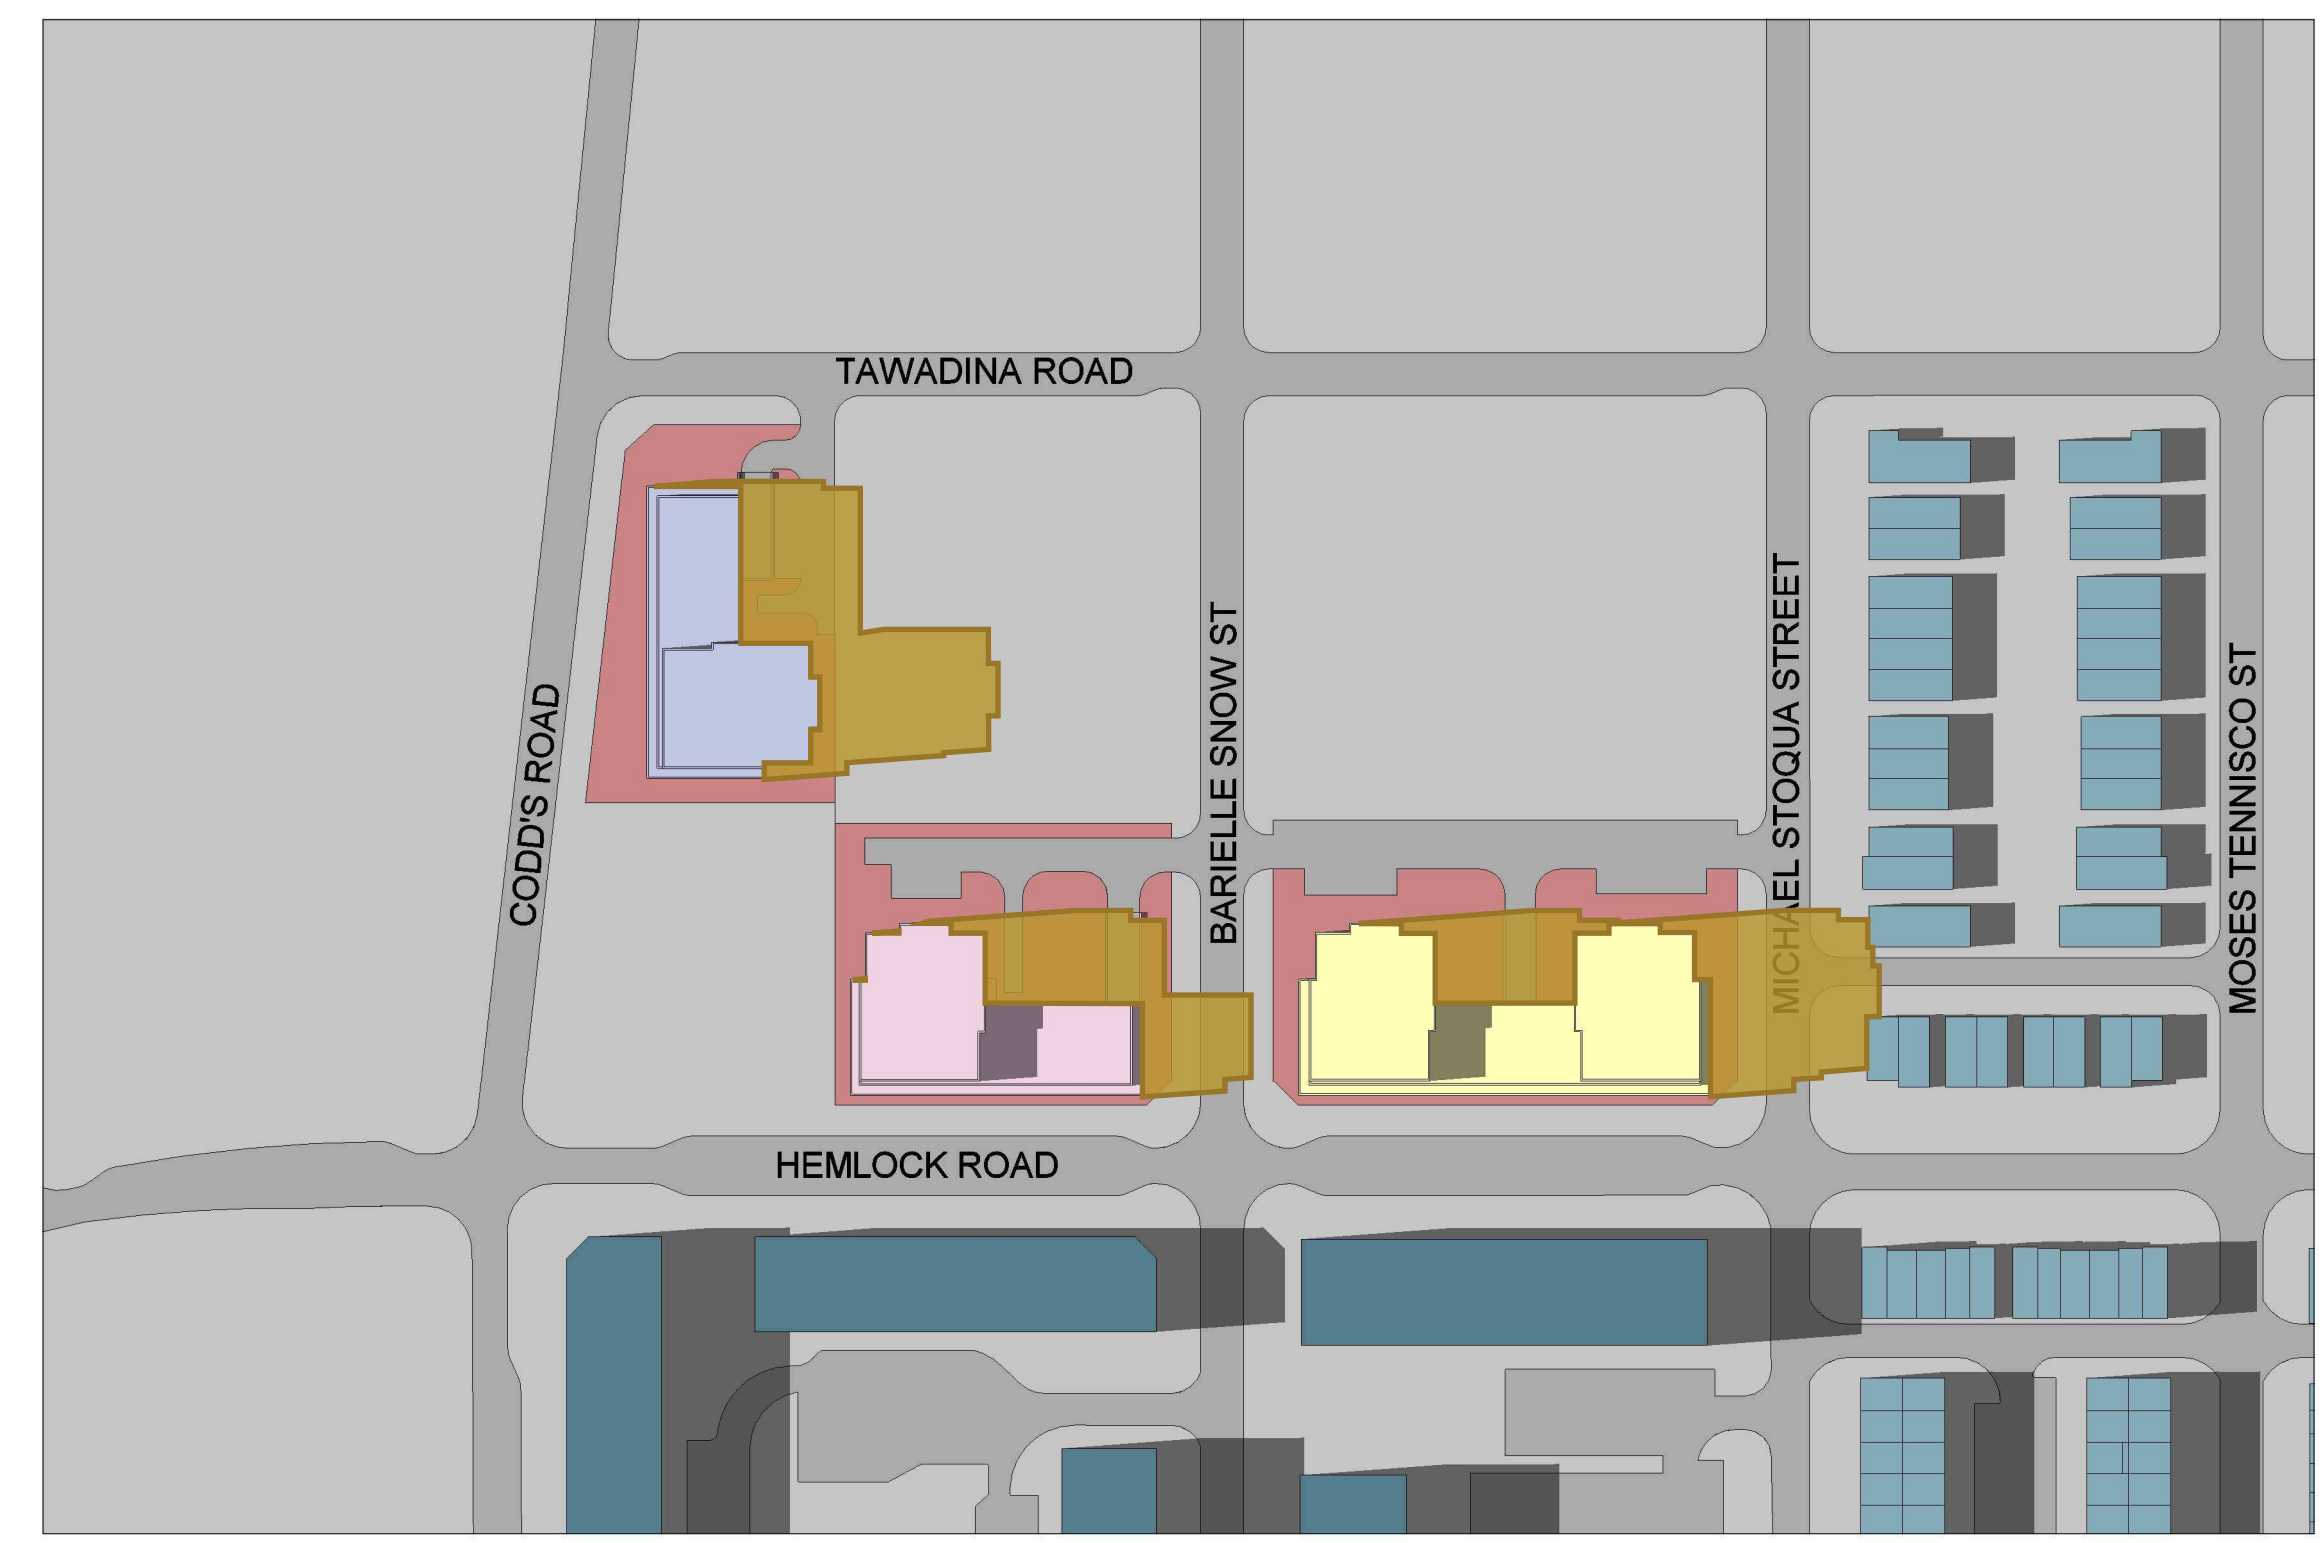 TAWADINA ROAD
CODD'S ROAD
BARIELLE SNOW ST
MICHAEL STOQUA STREET
MOSES TENNISCO ST
HEMLOCK ROAD